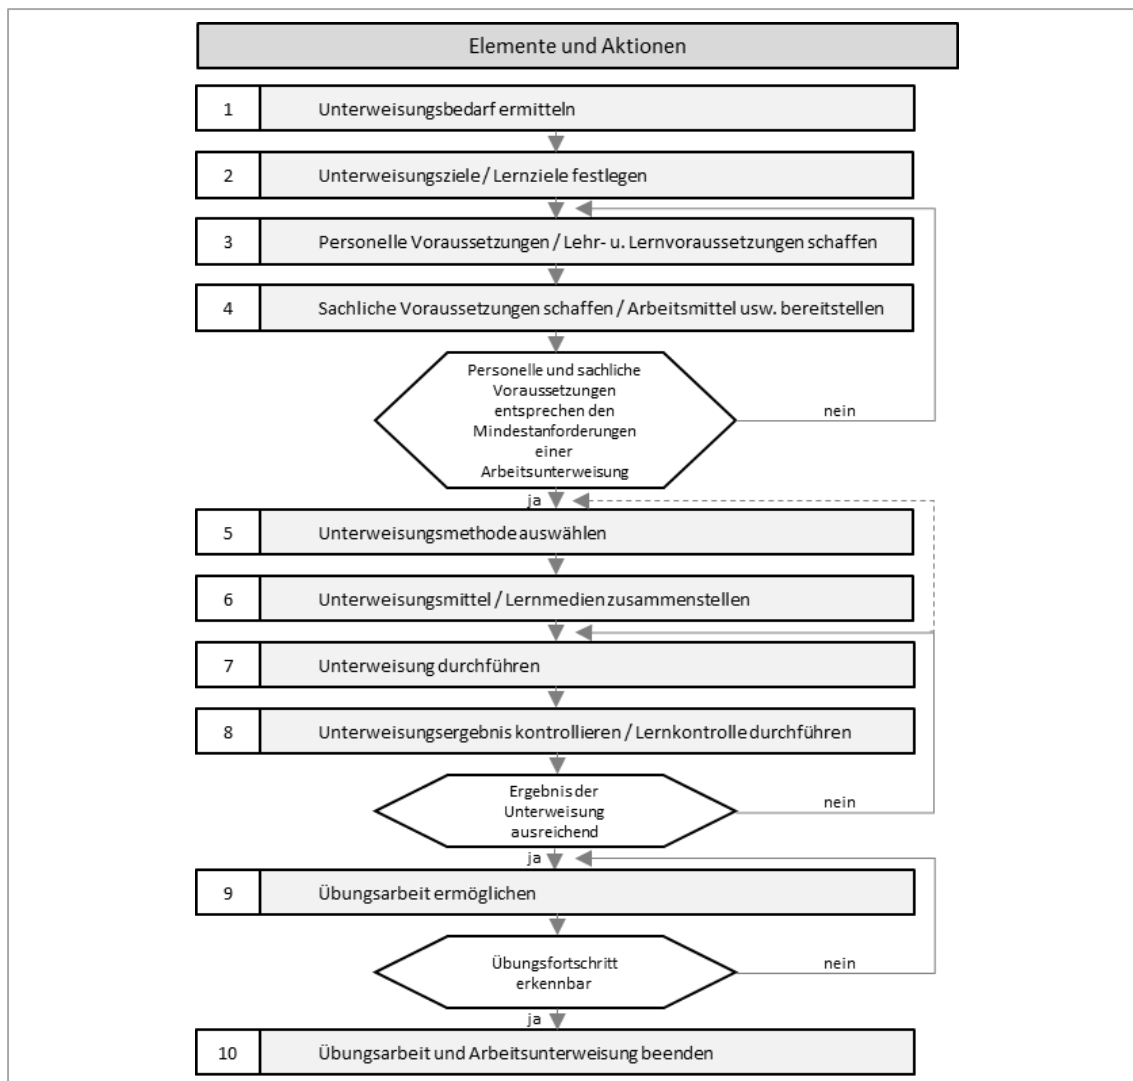 Elemente und Aktionen
1 Unterweisungsbedarf ermitteln
2 Unterweisungsziele / Lernziele festlegen
3 Personelle Voraussetzungen / Lehr- u. Lernvoraussetzungen schaffen
4 Sachliche Voraussetzungen schaffen / Arbeitsmittel usw. bereitstellen
Personelle und sachliche
Voraussetzungen
entsprechen den
Mindestanforderungen
einer
Arbeitsunterweisung
nein
ja
5 Unterweisungsmethode auswählen
6 Unterweisungsmittel / Lernmedien zusammenstellen
7 Unterweisung durchführen
8 Unterweisungsergebnis kontrollieren / Lernkontrolle durchführen
Ergebnis der
Unterweisung
ausreichend
nein
ja
9 Übungsarbeit ermöglichen
Übungsfortschritt
erkennbar
nein
ja
10 Übungsarbeit und Arbeitsunterweisung beenden